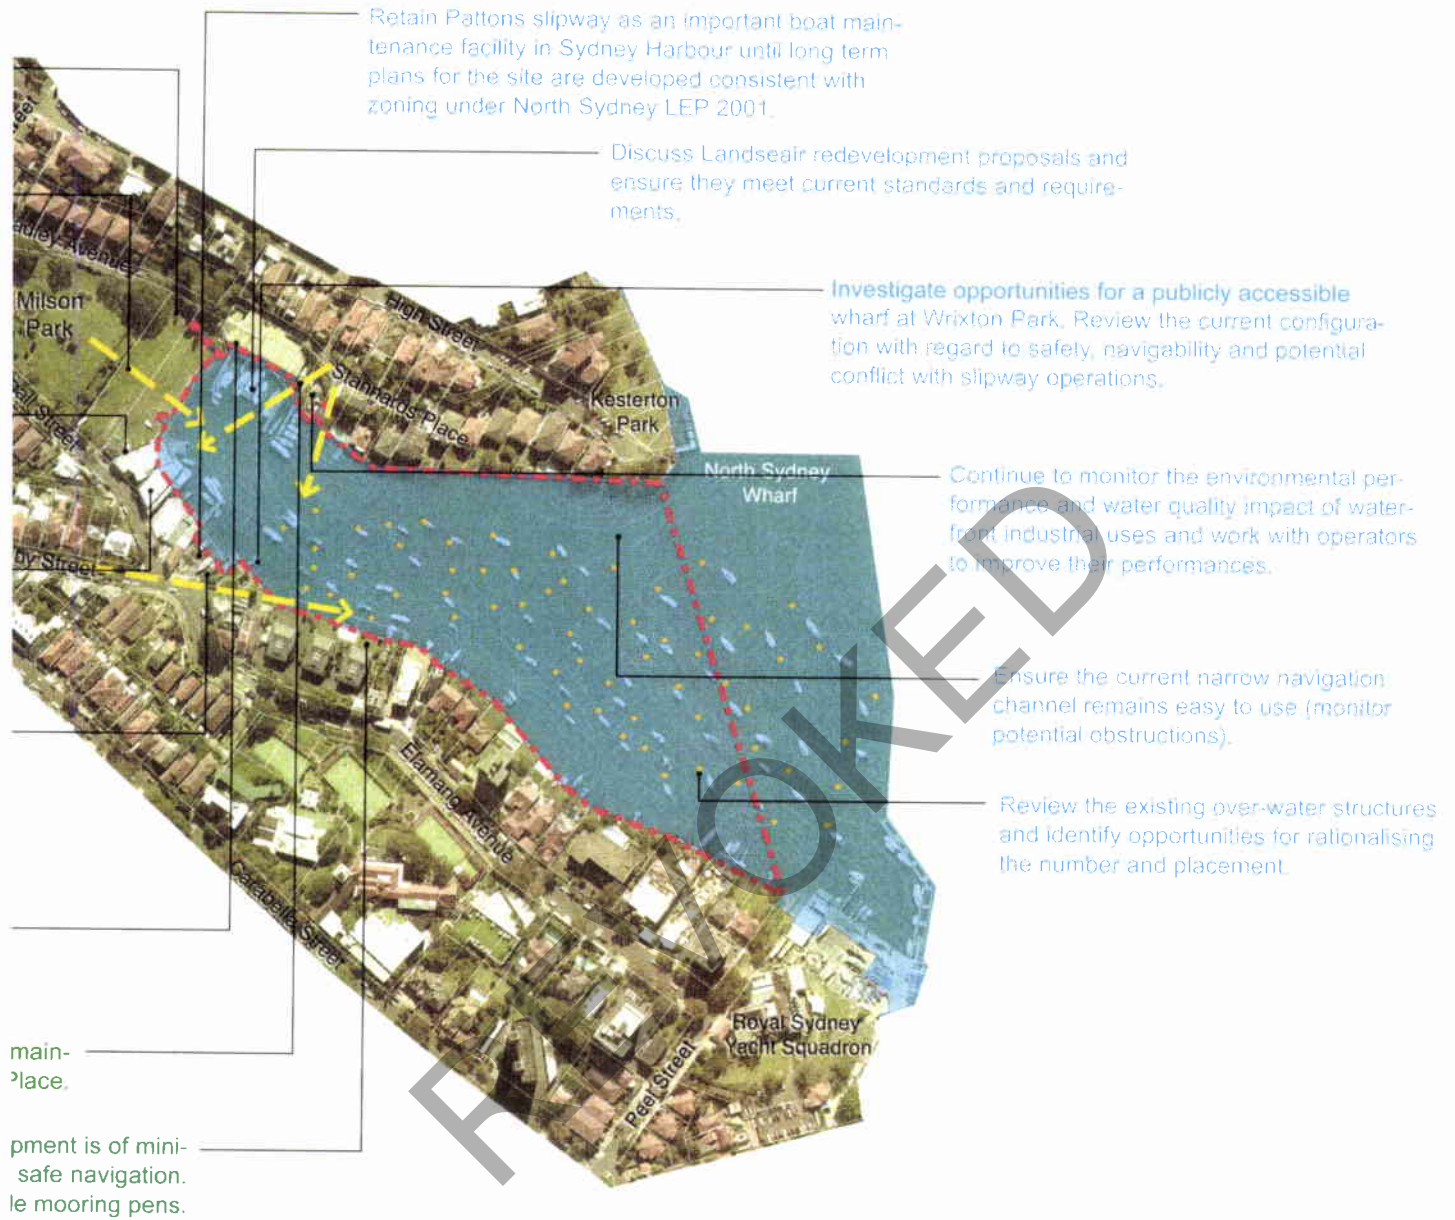 Retain Pattons slipway as an important boat main-
tenance facility in Sydney Harbour until long term
plans for the site are developed consistent with
zoning under North Sydney LEP 2001.
Discuss Landseair redevelopment proposals and
ensure they meet current standards and require-
ments.
Investigate opportunities for a publicly accessible
wharf at Wrixton Park. Review the current configura-
tion with regard to safety, navigability and potential
conflict with slipway operations.
Milson
Park
High Street
Stannards Place
Kesterton
Park
North Sydney
Wharf
Continue to monitor the environmental per-
formance and water quality impact of water-
front industrial uses and work with operators
to improve their performances.
adley Avenue
Street
by Street
Ensure the current narrow navigation
channel remains easy to use (monitor
potential obstructions).
Review the existing over-water structures
and identify opportunities for rationalising
the number and placement.
Elamang Avenue
Carabella Street
Royal Sydney
Yacht Squadron
Peel Street
main-
Place.
pment is of mini-
safe navigation.
le mooring pens.
REVOKED